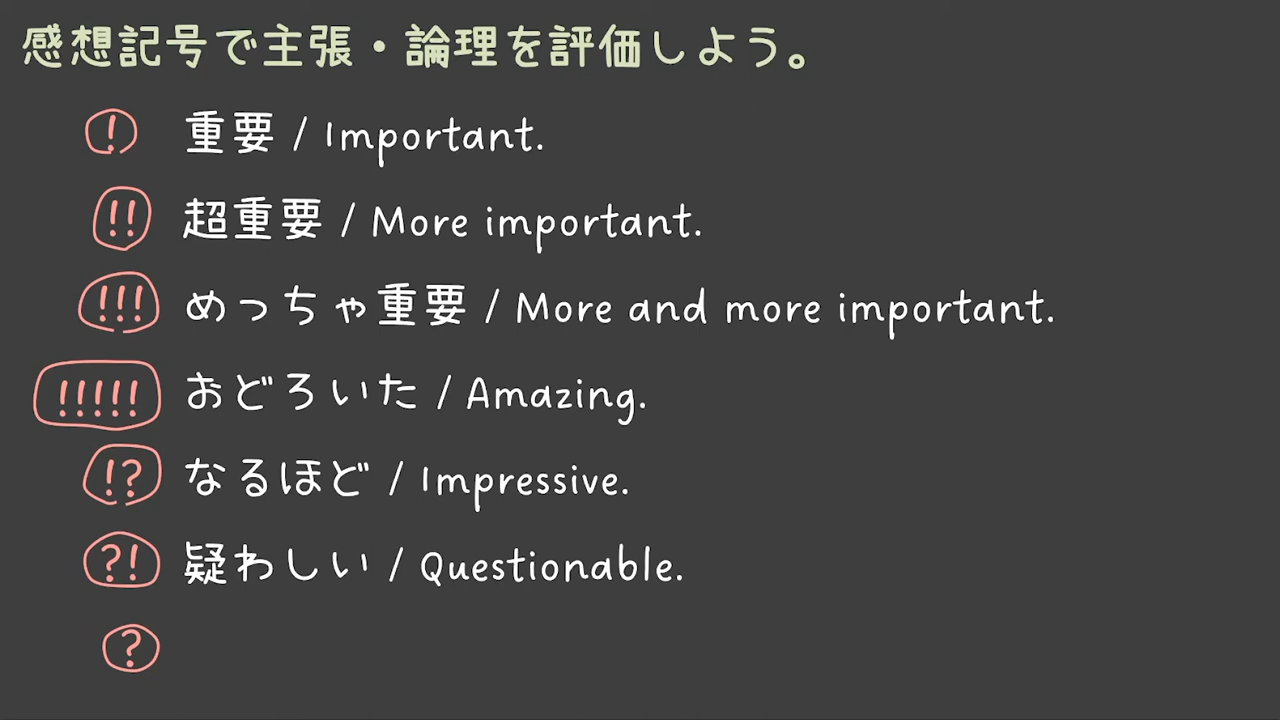 感想記号で主張・論理を評価しよう。
! 重要 / Important.
!! 超重要 / More important.
!!! めっちゃ重要 / More and more important.
!!!!! おどろいた / Amazing.
!? なるほど / Impressive.
?! 疑わしい / Questionable.
?